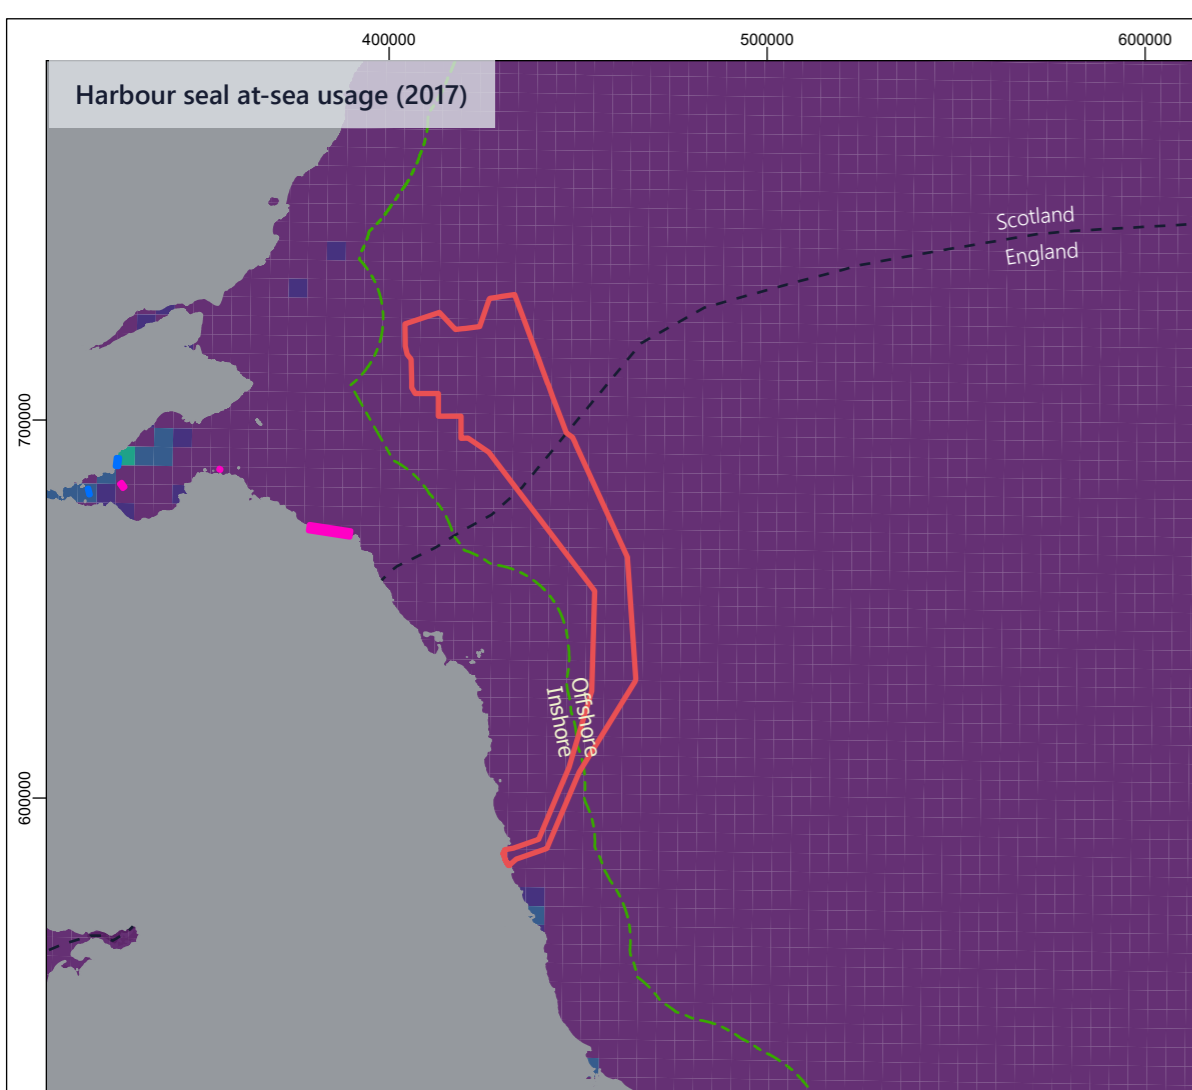 400000
500000
600000
Harbour seal at-sea usage (2017)
Scotland
England
700000
Offshore
Inshore
600000